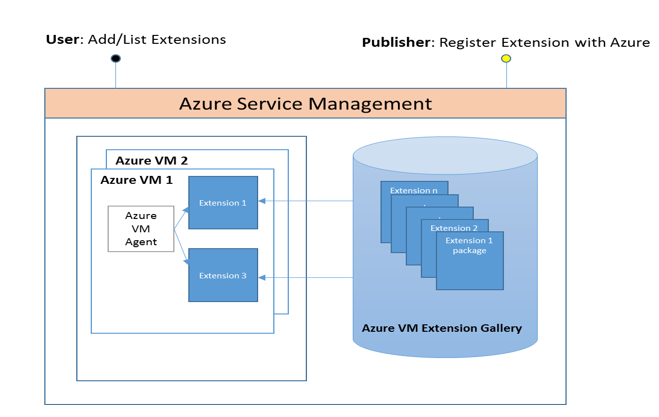 User: Add/List Extensions
Publisher: Register Extension with Azure
Azure Service Management
Azure VM 2
Azure VM 1
Azure
VM
Agent
Extension 1
Extension 3
Extension n
.
.
Extension 2
Extension 1
package
Azure VM Extension Gallery